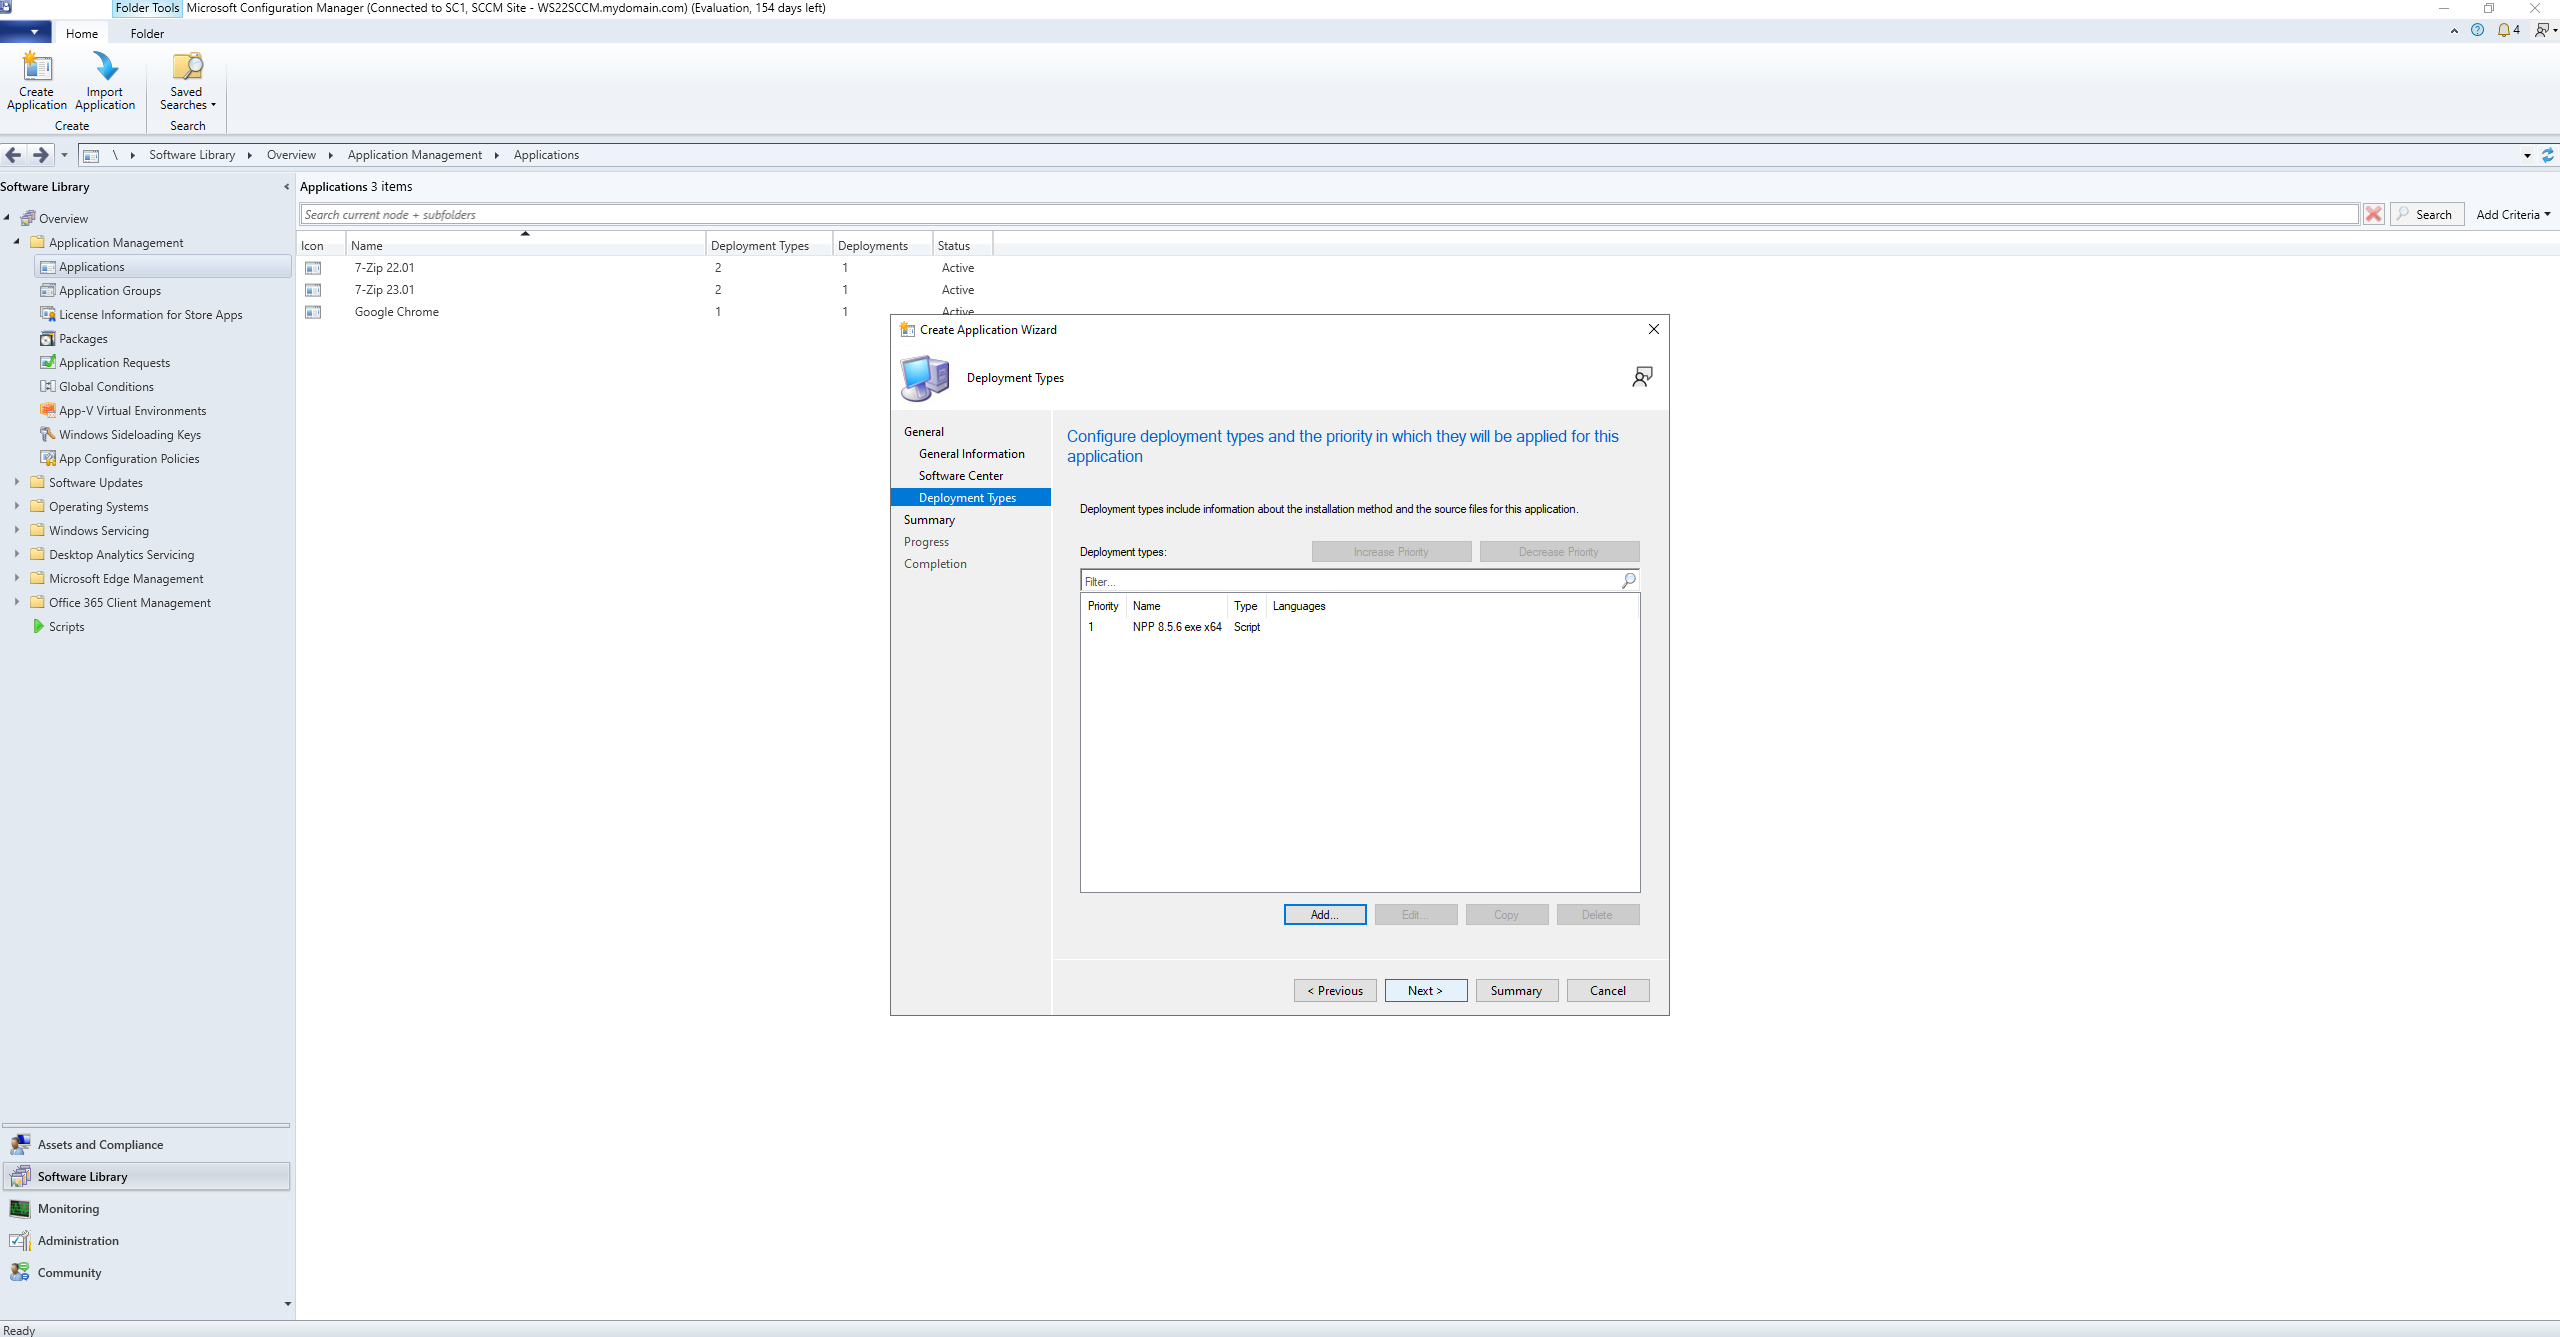 Folder Tools Microsoft Configuration Manager (Connected to SC1, SCCM Site - WS22SCCM.mydomain.com) (Evaluation, 154 days left)
Home Folder
4
Create Application
Import Application
Saved Searches
Create
Search
\ Software Library Overview Application Management Applications
Software Library
Overview
Application Management
Applications
Application Groups
License Information for Store Apps
Packages
Application Requests
Global Conditions
App-V Virtual Environments
Windows Sideloading Keys
App Configuration Policies
Software Updates
Operating Systems
Windows Servicing
Desktop Analytics Servicing
Microsoft Edge Management
Office 365 Client Management
Scripts
Assets and Compliance
Software Library
Monitoring
Administration
Community
Applications 3 items
Search current node + subfolders
Search Add Criteria
Icon Name Deployment Types Deployments Status
7-Zip 22.01 2 1 Active
7-Zip 23.01 2 1 Active
Google Chrome 1 1 Active
Create Application Wizard
Deployment Types
General
General Information
Software Center
Deployment Types
Summary
Progress
Completion
Configure deployment types and the priority in which they will be applied for this
application
Deployment types include information about the installation method and the source files for this application.
Deployment types: Increase Priority Decrease Priority
Filter...
Priority Name Type Languages
1 NPP 8.5.6 exe x64 Script
Add... Edit... Copy Delete
< Previous Next > Summary Cancel
Ready